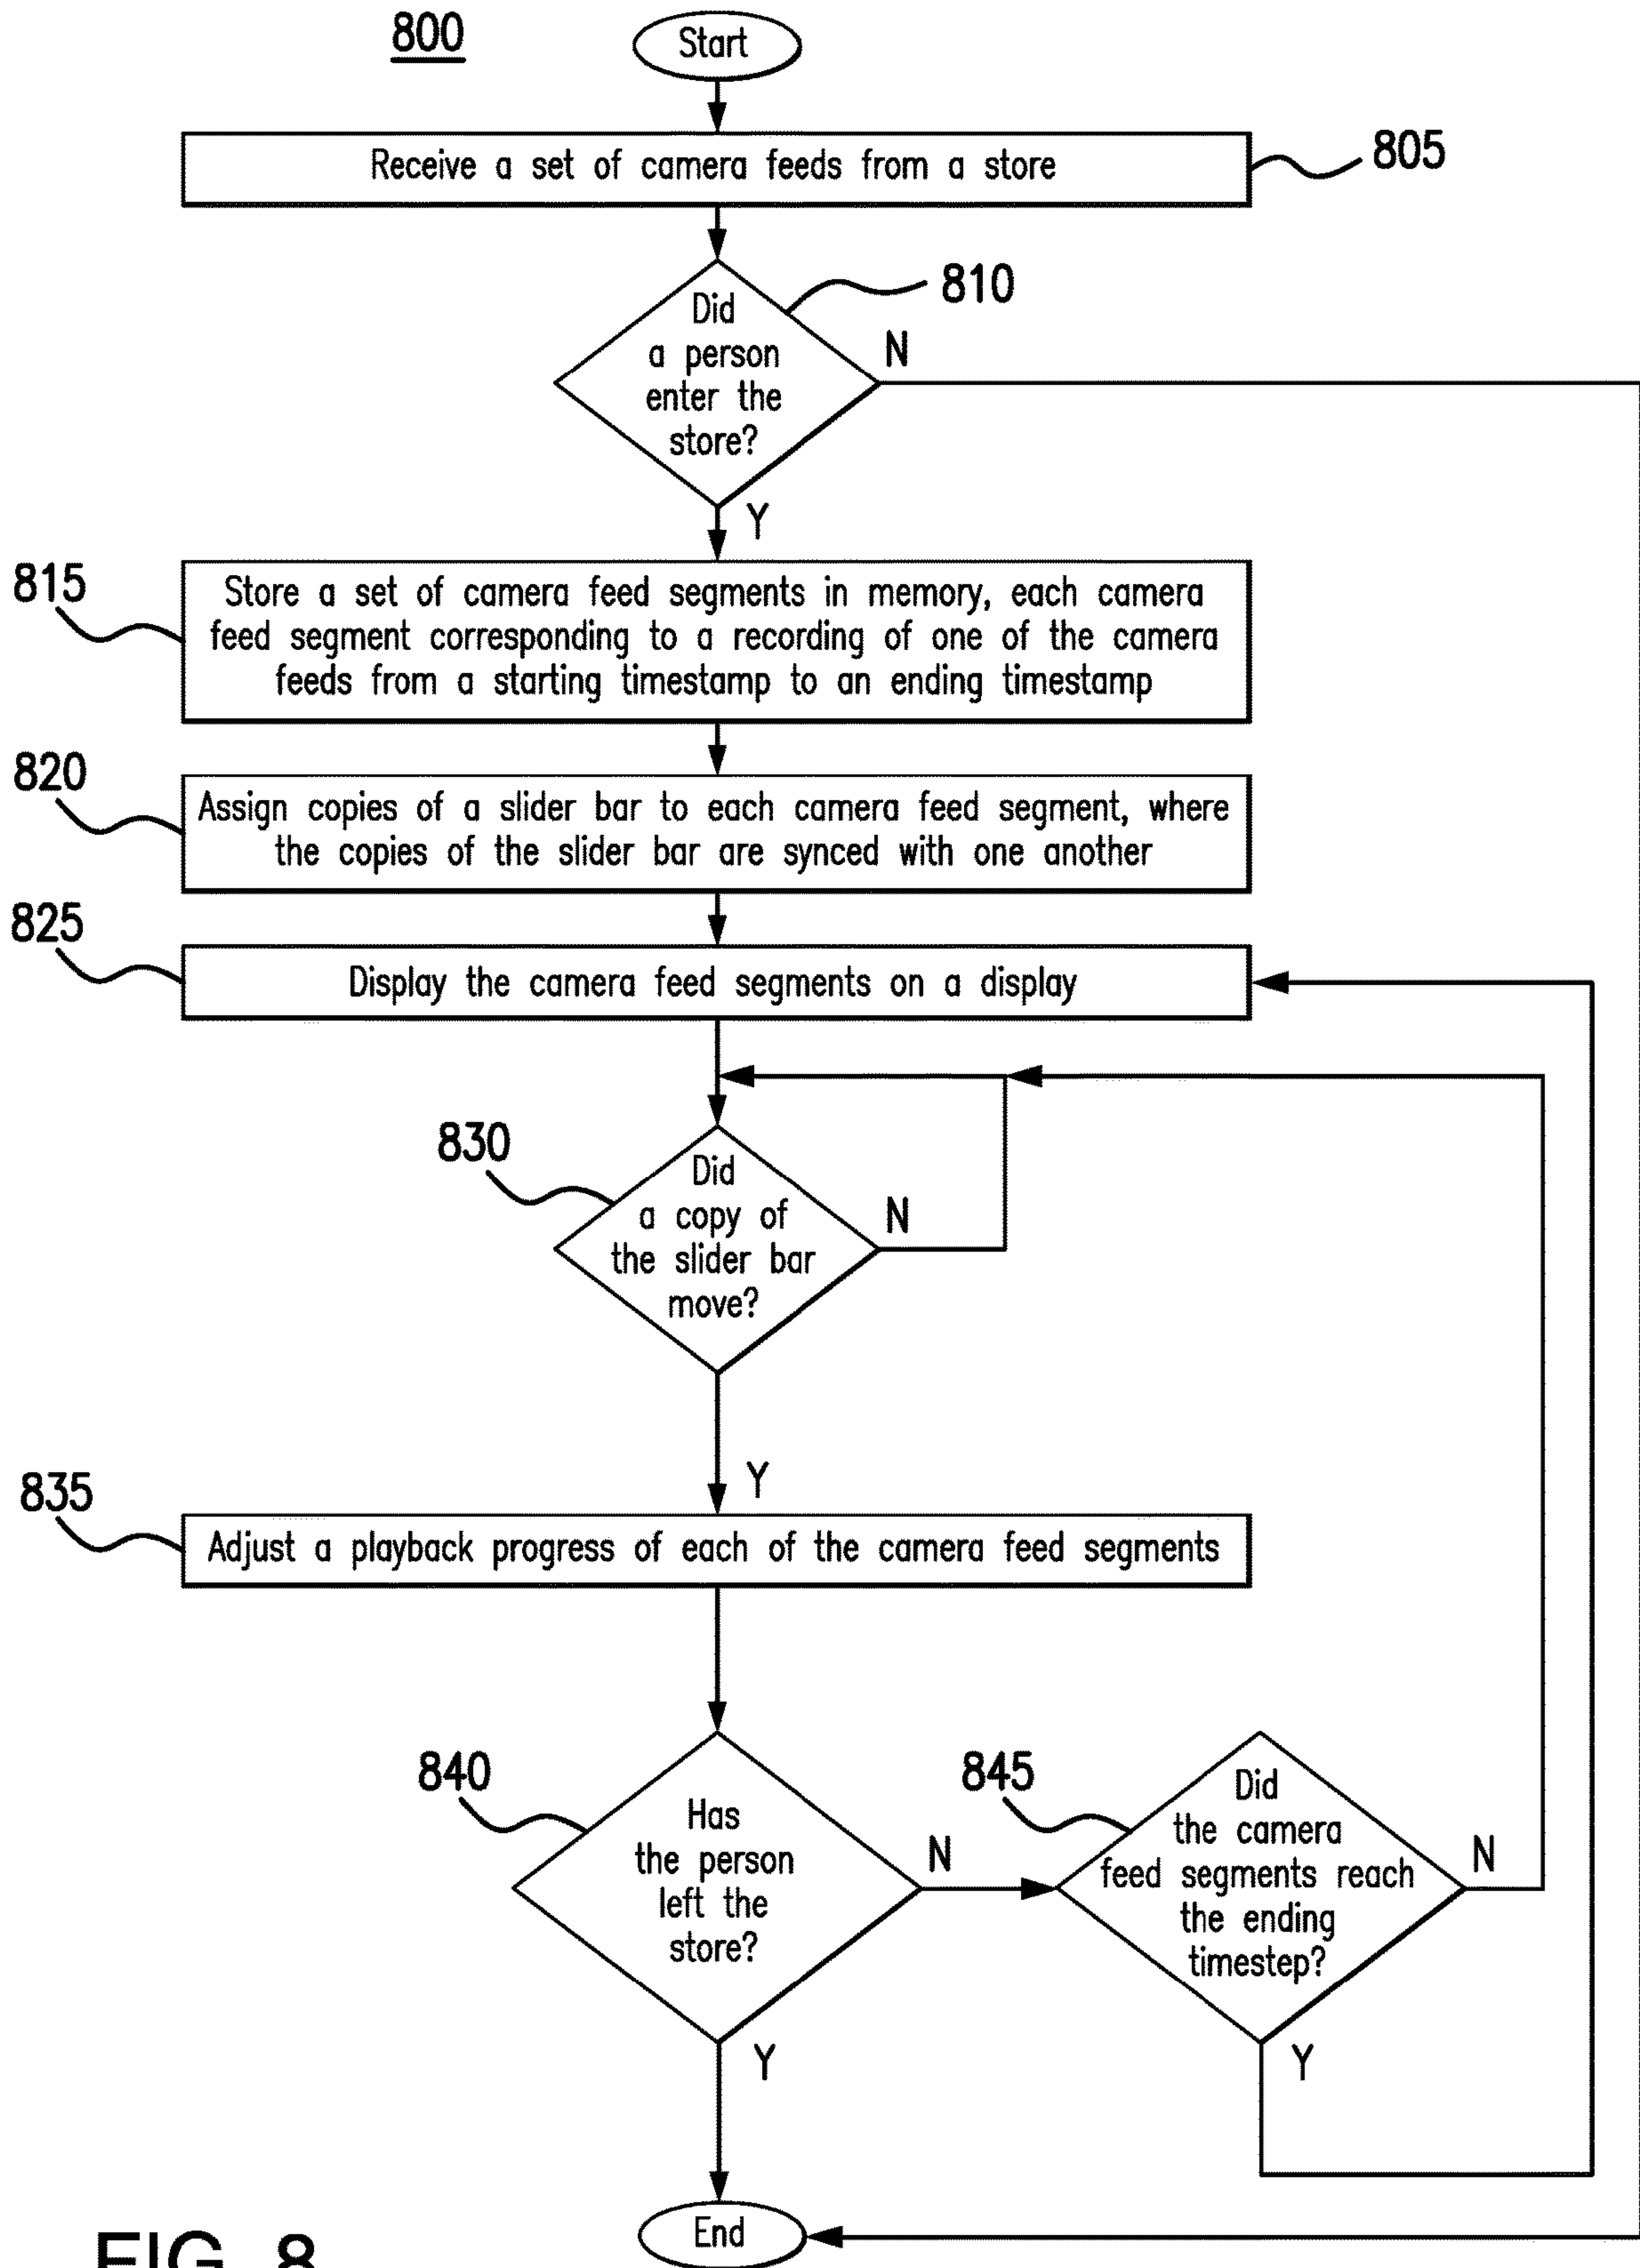 800
Start
Receive a set of camera feeds from a store
805
810
Did
a person
enter the
store?
N
Y
815
Store a set of camera feed segments in memory, each camera
feed segment corresponding to a recording of one of the camera
feeds from a starting timestamp to an ending timestamp
820
Assign copies of a slider bar to each camera feed segment, where
the copies of the slider bar are synced with one another
825
Display the camera feed segments on a display
830
Did
a copy of
the slider bar
move?
N
Y
835
Adjust a playback progress of each of the camera feed segments
840
Has
the person
left the
store?
N
Y
845
Did
the camera
feed segments reach
the ending
timestep?
N
Y
End
FIG. 8